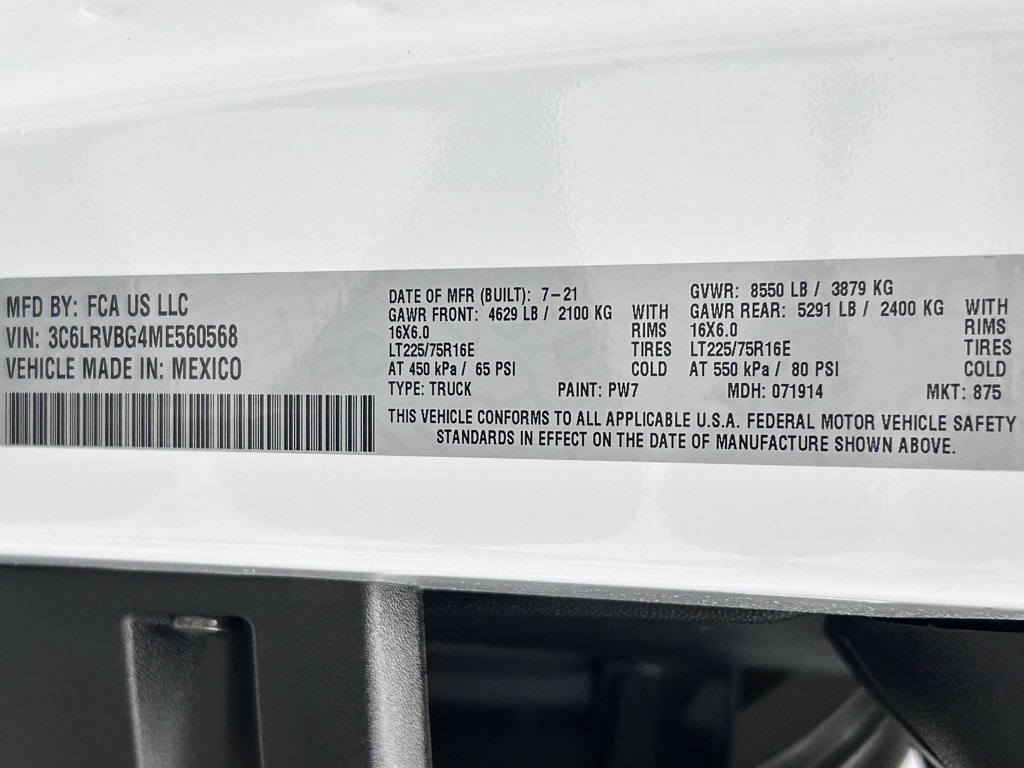 MFD BY: FCA US LLC
VIN: 3C6LRVBG4ME560568
VEHICLE MADE IN: MEXICO
DATE OF MFR (BUILT): 7-21
GVWR: 8550 LB / 3879 KG
GAWR FRONT: 4629 LB / 2100 KG WITH
GAWR REAR: 5291 LB / 2400 KG WITH
16X6.0 RIMS
16X6.0 RIMS
LT225/75R16E TIRES
LT225/75R16E TIRES
AT 450 kPa / 65 PSI COLD
AT 550 kPa / 80 PSI COLD
TYPE: TRUCK PAINT: PW7 MDH: 071914 MKT: 875
THIS VEHICLE CONFORMS TO ALL APPLICABLE U.S.A. FEDERAL MOTOR VEHICLE SAFETY
STANDARDS IN EFFECT ON THE DATE OF MANUFACTURE SHOWN ABOVE.